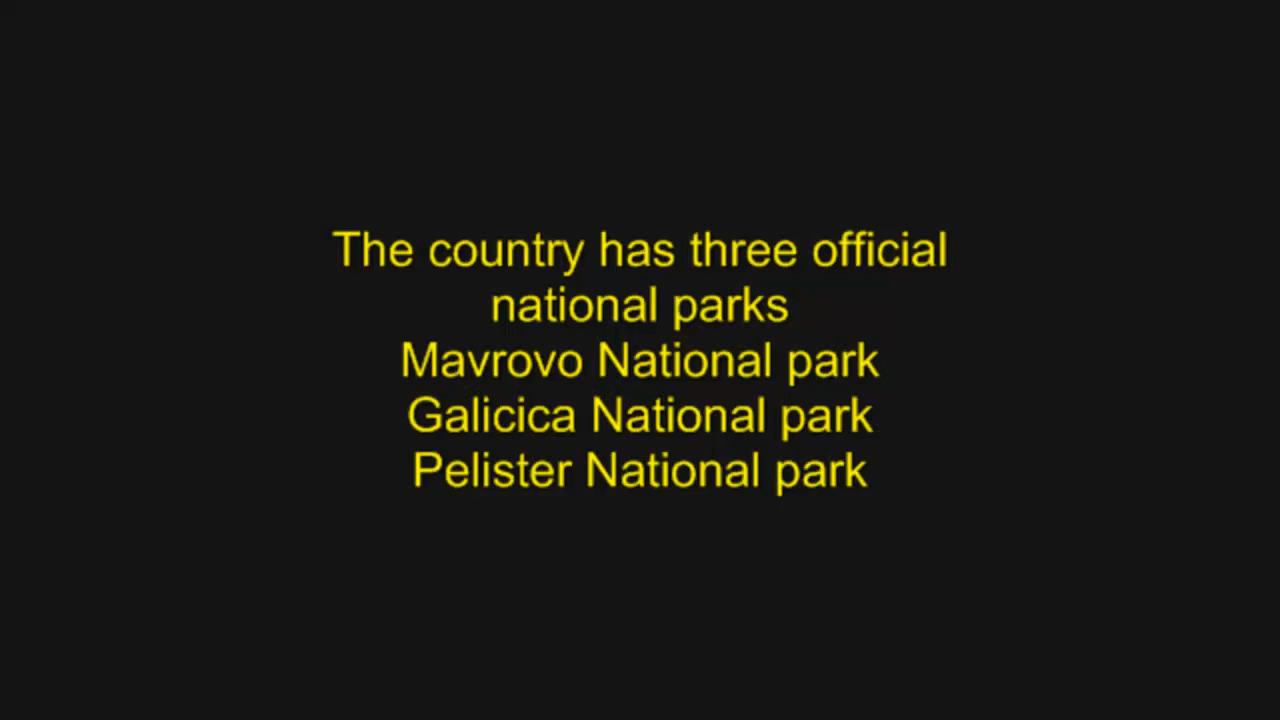 The country has three official
national parks
Mavrovo National park
Galicica National park
Pelister National park